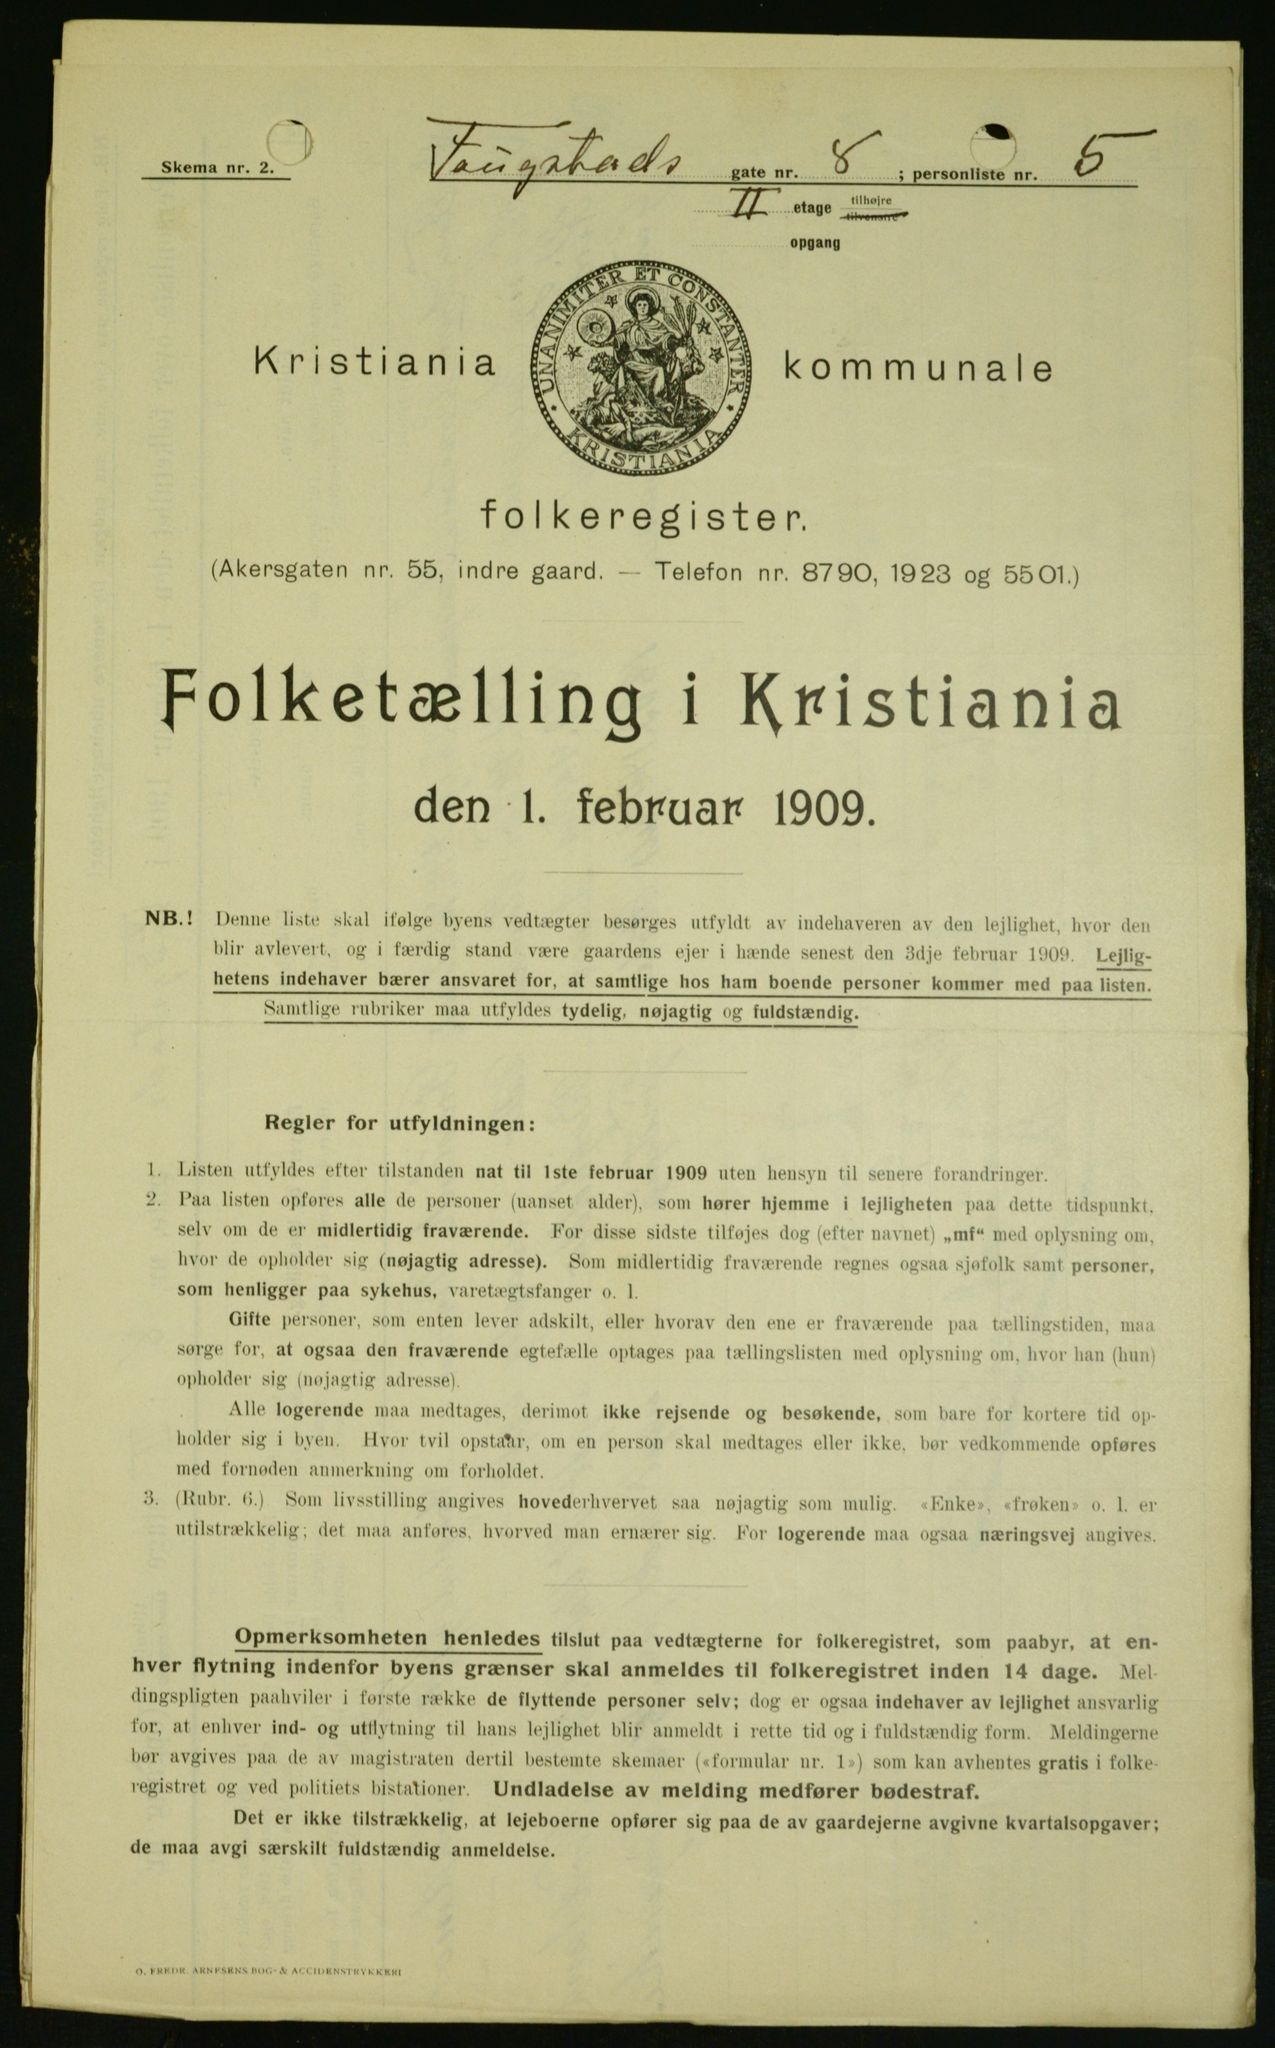 Skema nr. 2.
Faugstads gate nr. 8 ; personliste nr. 5
II etage tilhøjre
tilvenstre
opgang
UNANIMITER ET CONSTANTER
KRISTIANIA
Kristiania kommunale
folkeregister.
(Akersgaten nr. 55, indre gaard. — Telefon nr. 8790, 1923 og 5501.)
Folketælling i Kristiania
den 1. februar 1909.
NB.! Denne liste skal ifølge byens vedtægter besørges utfyldt av indehaveren av den lejlighet, hvor den
blir avlevert, og i færdig stand være gaardens ejer i hænde senest den 3dje februar 1909. Lejlig-
hetens indehaver bærer ansvaret for, at samtlige hos ham boende personer kommer med paa listen.
Samtlige rubriker maa utfyldes tydelig, nøjagtig og fuldstændig.
Regler for utfyldningen:
1. Listen utfyldes efter tilstanden nat til 1ste februar 1909 uten hensyn til senere forandringer.
2. Paa listen opføres alle de personer (uanset alder), som hører hjemme i lejligheten paa dette tidspunkt,
selv om de er midlertidig fraværende. For disse sidste tilføjes dog (efter navnet) „mf“ med oplysning om,
hvor de opholder sig (nøjagtig adresse). Som midlertidig fraværende regnes ogsaa sjøfolk samt personer,
som henligger paa sykehus, varetægtsfanger o. l.
Gifte personer, som enten lever adskilt, eller hvorav den ene er fraværende paa tællingstiden, maa
sørge for, at ogsaa den fraværende egtefælle optages paa tællingslisten med oplysning om, hvor han (hun)
opholder sig (nøjagtig adresse).
Alle logerende maa medtages, derimot ikke rejsende og besøkende, som bare for kortere tid op-
holder sig i byen. Hvor tvil opstaar, om en person skal medtages eller ikke, bør vedkommende opføres
med fornøden anmerkning om forholdet.
3. (Rubr. 6.) Som livsstilling angives hovederhvervet saa nøjagtig som mulig. «Enke», «frøken» o. l. er
utilstrækkelig; det maa anføres, hvorved man ernærer sig. For logerende maa ogsaa næringsvej angives.
Opmerksomheten henledes tilslut paa vedtægterne for folkeregistret, som paabyr, at en-
hver flytning indenfor byens grænser skal anmeldes til folkeregistret inden 14 dage. Mel-
dingspligten paahviler i første række de flyttende personer selv; dog er ogsaa indehaver av lejlighet ansvarlig
for, at enhver ind- og utflytning til hans lejlighet blir anmeldt i rette tid og i fuldstændig form. Meldingerne
bør avgives paa de av magistraten dertil bestemte skemaer («formular nr. 1») som kan avhentes gratis i folke-
registret og ved politiets bistationer. Undladelse av melding medfører bødestraf.
Det er ikke tilstrækkelig, at lejeboerne opfører sig paa de av gaardejerne avgivne kvartalsopgaver;
de maa avgi særskilt fuldstændig anmeldelse.
O. FREDR. ARNESENS BOG- & ACCIDENSTRYKKERI